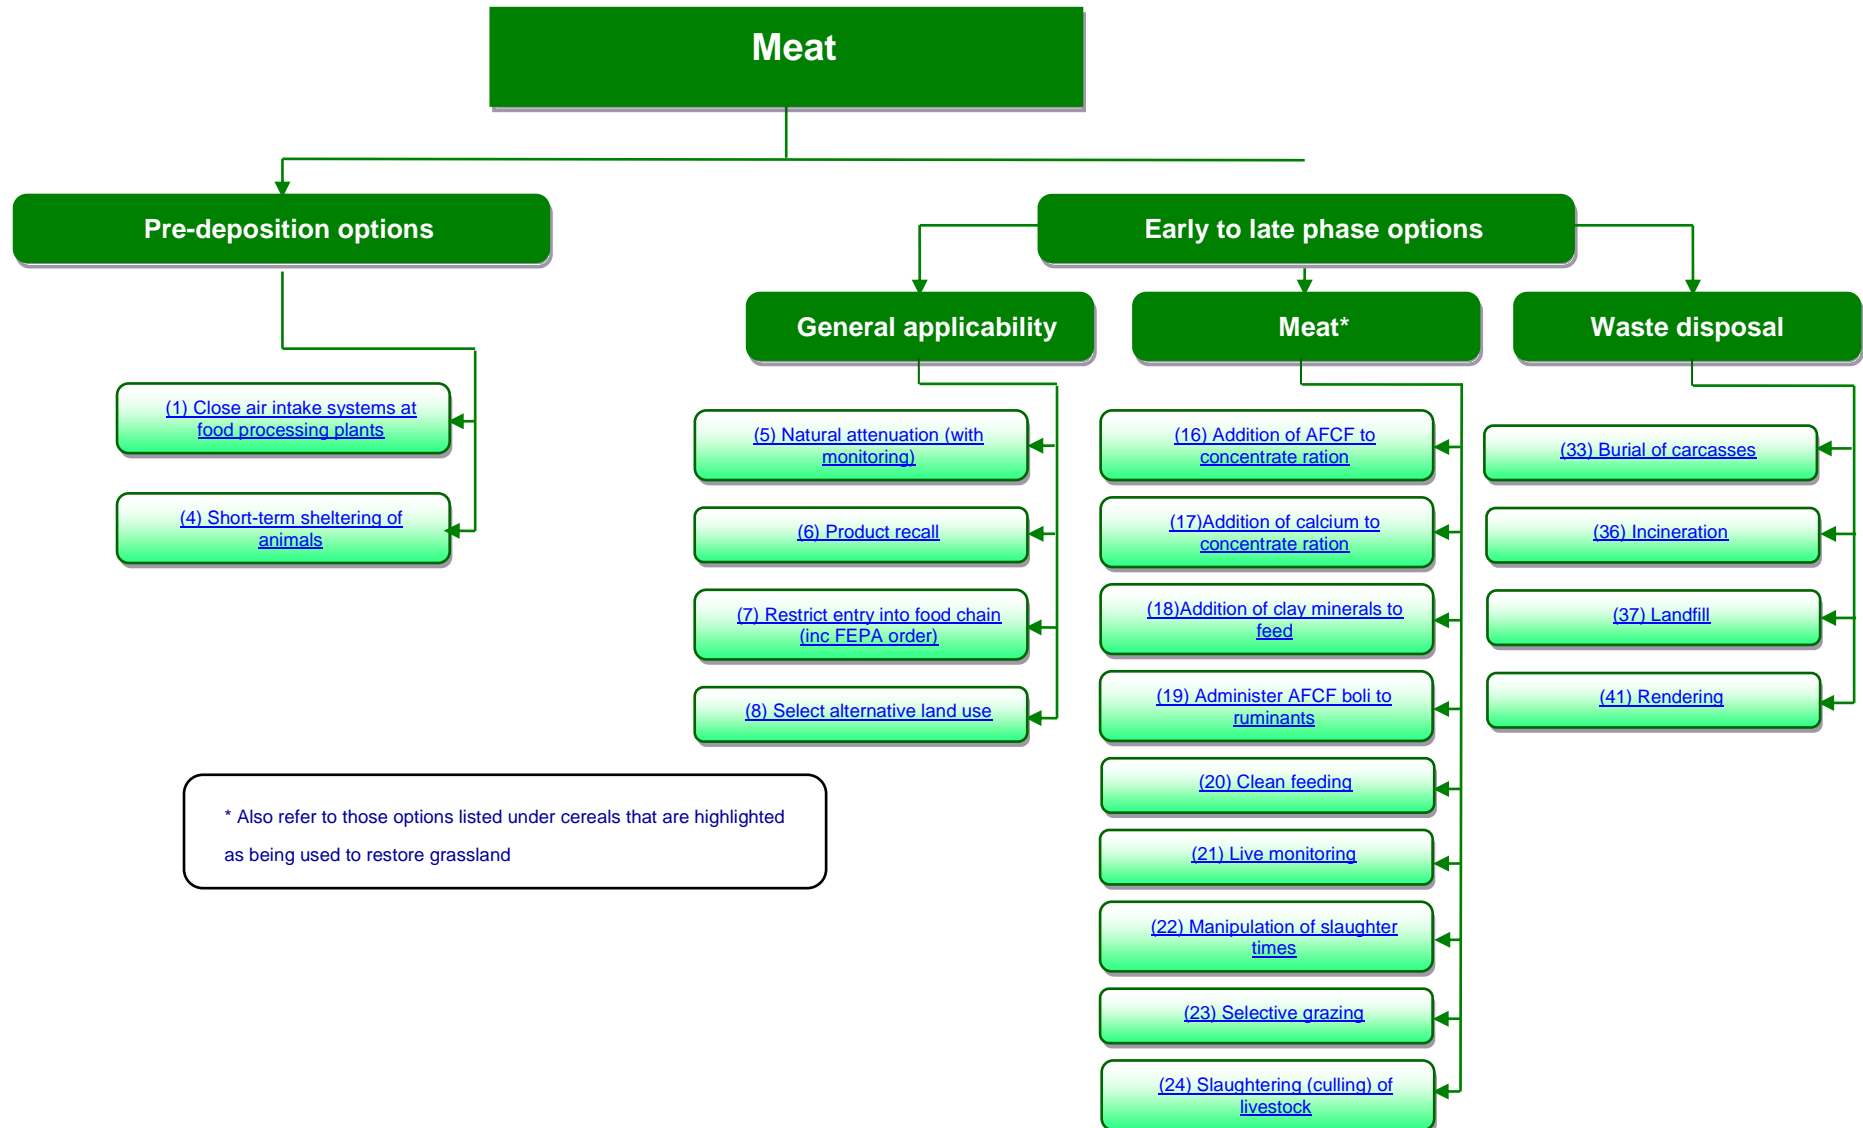 Meat
Pre-deposition options
Early to late phase options
General applicability
Meat*
Waste disposal
(1) Close air intake systems at
food processing plants
(4) Short-term sheltering of
animals
(5) Natural attenuation (with
monitoring)
(6) Product recall
(7) Restrict entry into food chain
(inc FEPA order)
(8) Select alternative land use
(16) Addition of AFCF to
concentrate ration
(17)Addition of calcium to
concentrate ration
(18)Addition of clay minerals to
feed
(19) Administer AFCF boli to
ruminants
(20) Clean feeding
(21) Live monitoring
(22) Manipulation of slaughter
times
(23) Selective grazing
(24) Slaughtering (culling) of
livestock
(33) Burial of carcasses
(36) Incineration
(37) Landfill
(41) Rendering
* Also refer to those options listed under cereals that are highlighted
as being used to restore grassland